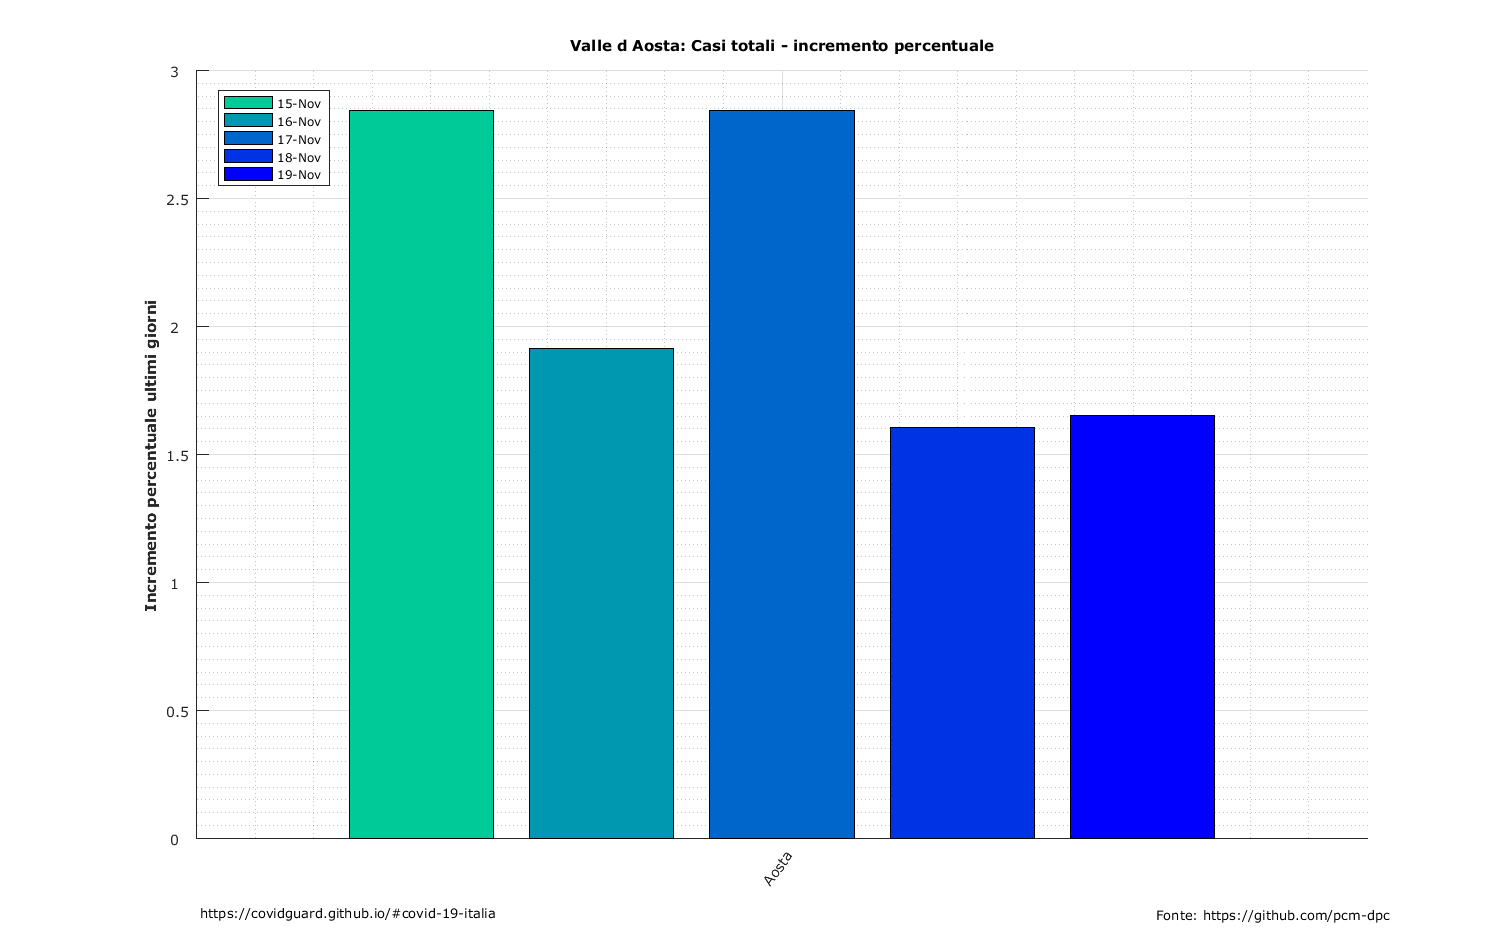 Valle d Aosta: Casi totali - incremento percentuale
3
2.5
2
1.5
1
0.5
0
15-Nov
16-Nov
17-Nov
18-Nov
19-Nov
Incremento percentuale ultimi giorni
Aosta
https://covidguard.github.io/#covid-19-italia
Fonte: https://github.com/pcm-dpc